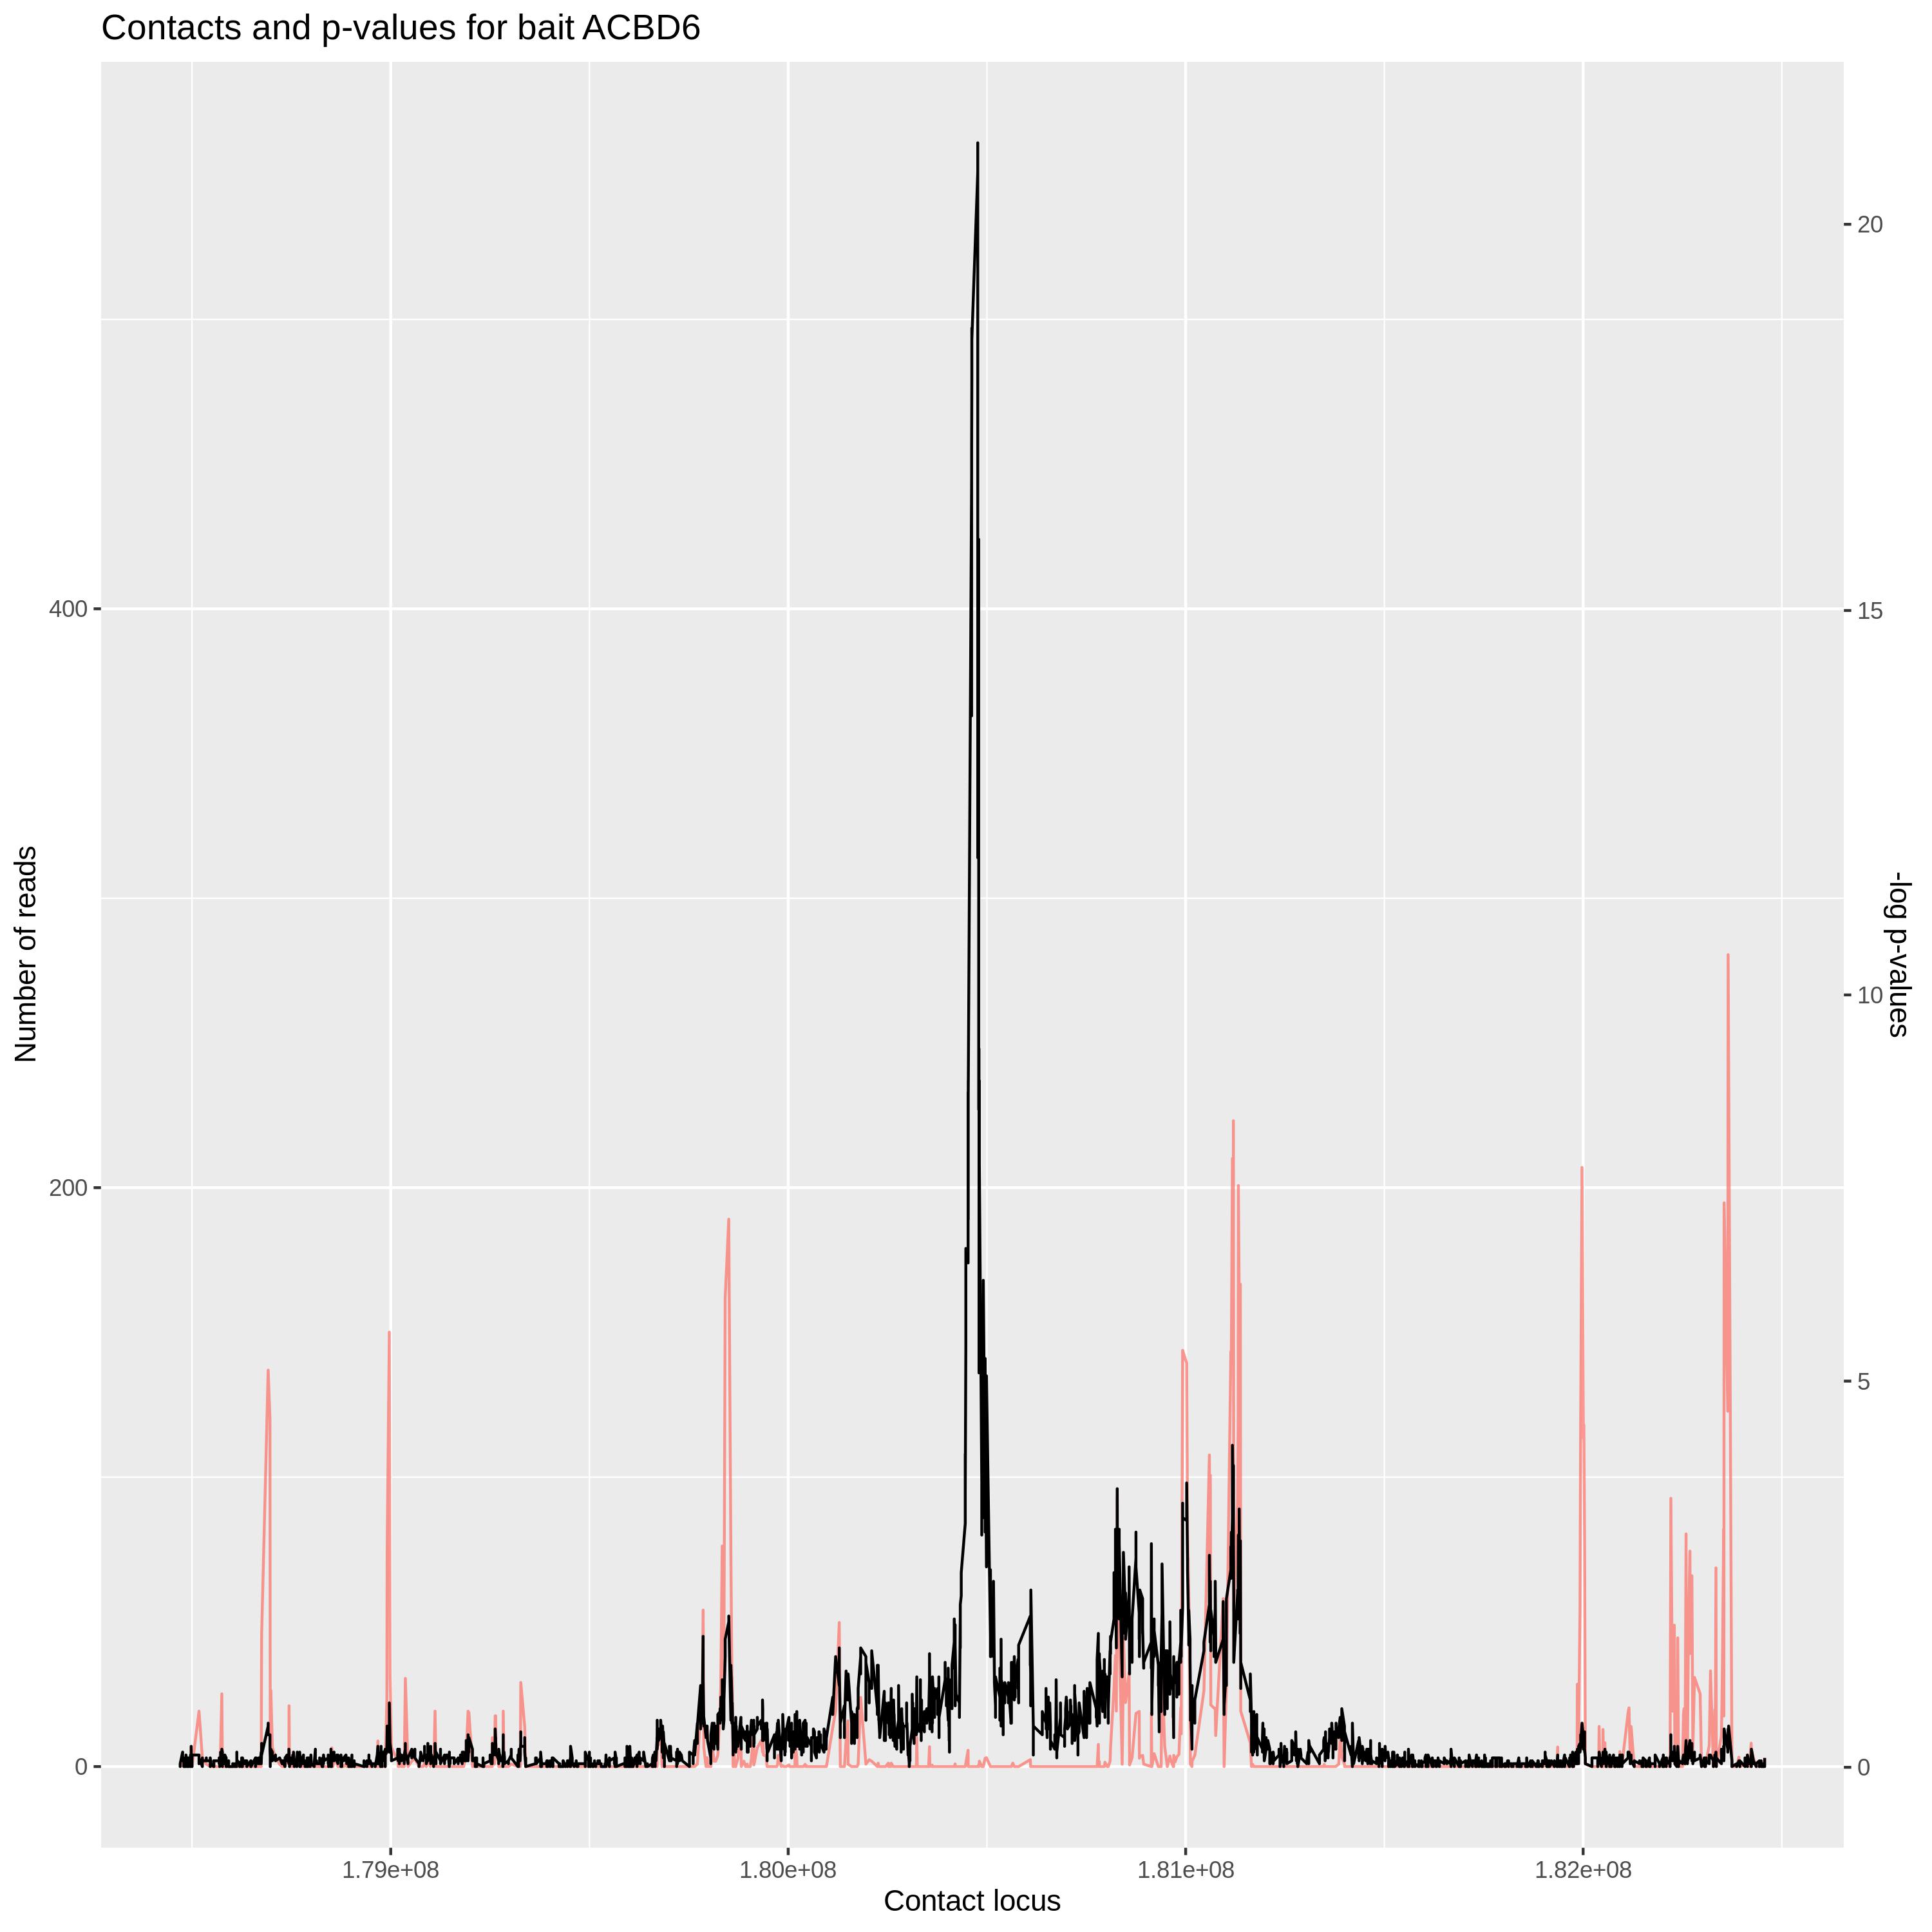 Contacts and p-values for bait ACBD6
Number of reads
400
200
0
20
15
10
5
0
-log p-values
1.79e+08
1.80e+08
1.81e+08
1.82e+08
Contact locus